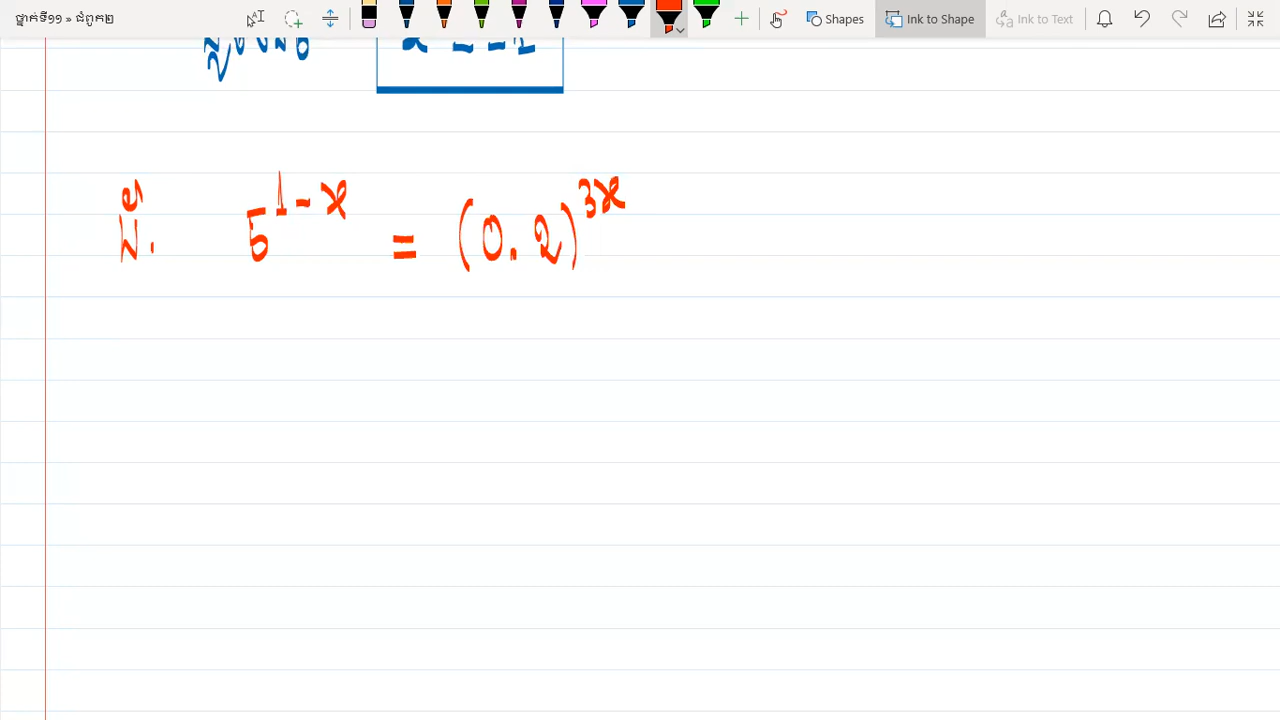 ថ្នាក់ទី១១ » ជំពូក២
Shapes Ink to Shape Ink to Text
5^{1-x} = (0.2)^{3x}